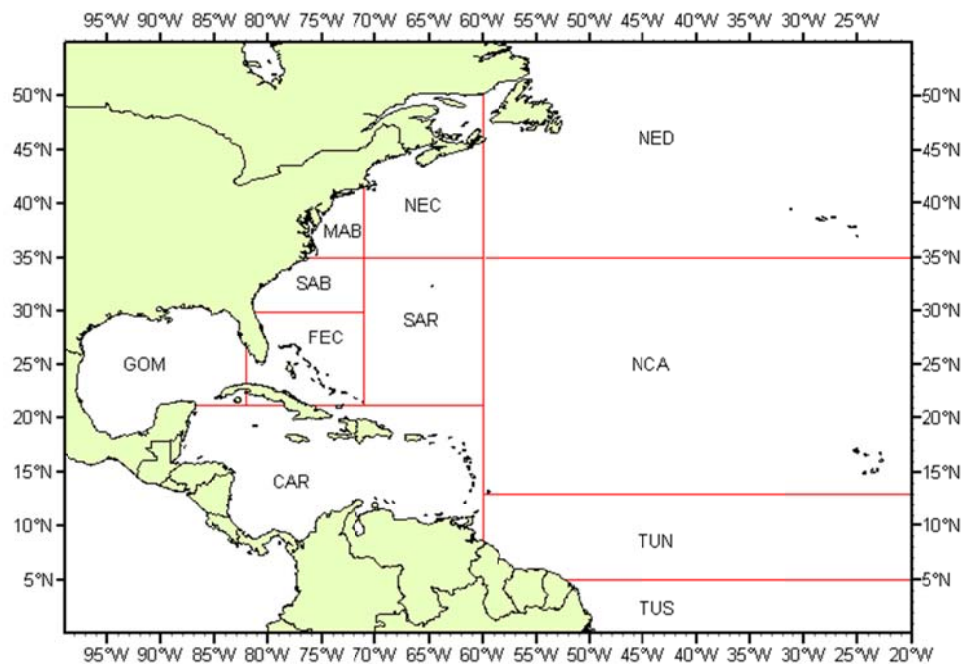 95°W 90°W 85°W 80°W 75°W 70°W 65°W 60°W 55°W 50°W 45°W 40°W 35°W 30°W 25°W
50°N 50°N
NED
45°N 45°N
40°N NEC 40°N
MAB
35°N 35°N
SAB
30°N SAR 30°N
FEC
25°N GOM NCA 25°N
20°N 20°N
15°N 15°N
CAR
10°N 10°N
TUN
5°N 5°N
TUS
95°W 90°W 85°W 80°W 75°W 70°W 65°W 60°W 55°W 50°W 45°W 40°W 35°W 30°W 25°W 20°W